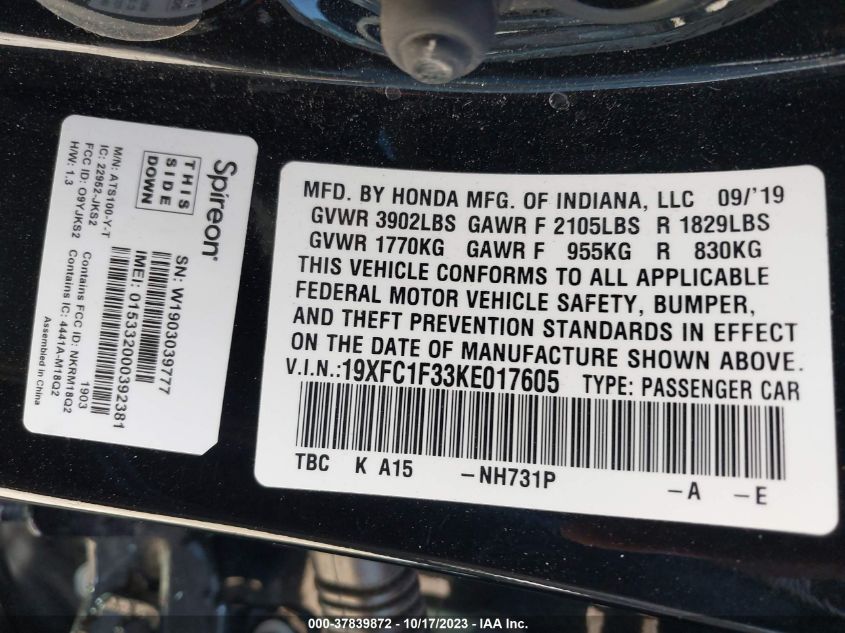 Spireon®
THIS
SIDE
DOWN
M/N: ATS100-Y-T
IC: 22952-JKS2
FCC ID: O9YJKS2
H/W: 1.3
SN: W1903039777
IMEI: 015332000392381
1903
Contains FCC ID: NKRM18Q2
Contains IC: 4441A-M18Q2
Assembled in China
MFD. BY HONDA MFG. OF INDIANA, LLC 09/'19
GVWR 3902LBS GAWR F 2105LBS R 1829LBS
GVWR 1770KG GAWR F 955KG R 830KG
THIS VEHICLE CONFORMS TO ALL APPLICABLE
FEDERAL MOTOR VEHICLE SAFETY, BUMPER,
AND THEFT PREVENTION STANDARDS IN EFFECT
ON THE DATE OF MANUFACTURE SHOWN ABOVE.
V.I.N.:19XFC1F33KE017605 TYPE: PASSENGER CAR
TBC K A15 –NH731P –A –E
000-37839872 - 10/17/2023 - IAA Inc.